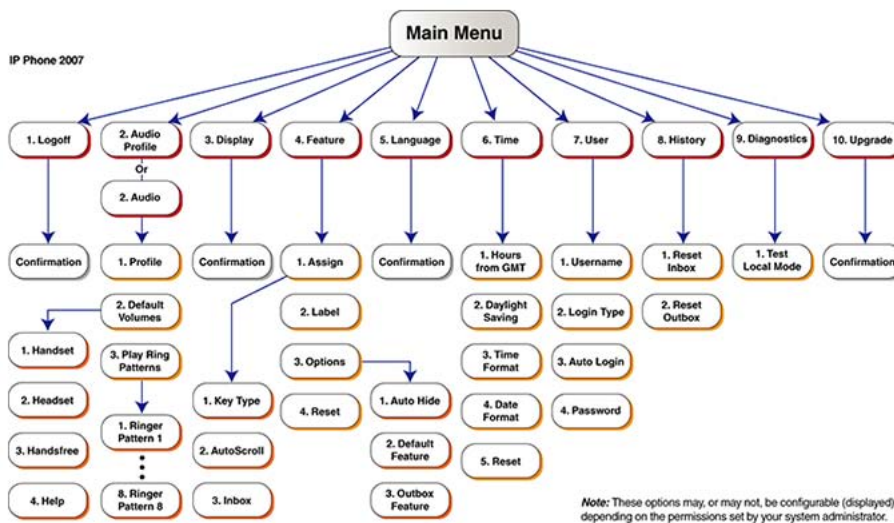 Main Menu
IP Phone 2007
1. Logoff
2. Audio
Profile
Or
2. Audio
3. Display
4. Feature
5. Language
6. Time
7. User
8. History
9. Diagnostics
10. Upgrade
Confirmation
1. Profile
Confirmation
1. Assign
Confirmation
1. Hours
from GMT
1. Username
1. Reset
Inbox
1. Test
Local Mode
Confirmation
2. Default
Volumes
2. Label
2. Daylight
Saving
2. Login Type
2. Reset
Outbox
1. Handset
3. Play Ring
Patterns
3. Options
3. Time
Format
3. Auto Login
2. Headset
1. Key Type
4. Reset
1. Auto Hide
4. Date
Format
4. Password
1. Ringer
Pattern 1
3. Handsfree
2. AutoScroll
2. Default
Feature
5. Reset
4. Help
8. Ringer
Pattern 8
3. Inbox
3. Outbox
Feature
Note: These options may, or may not, be configurable (displayed)
depending on the permissions set by your system administrator.